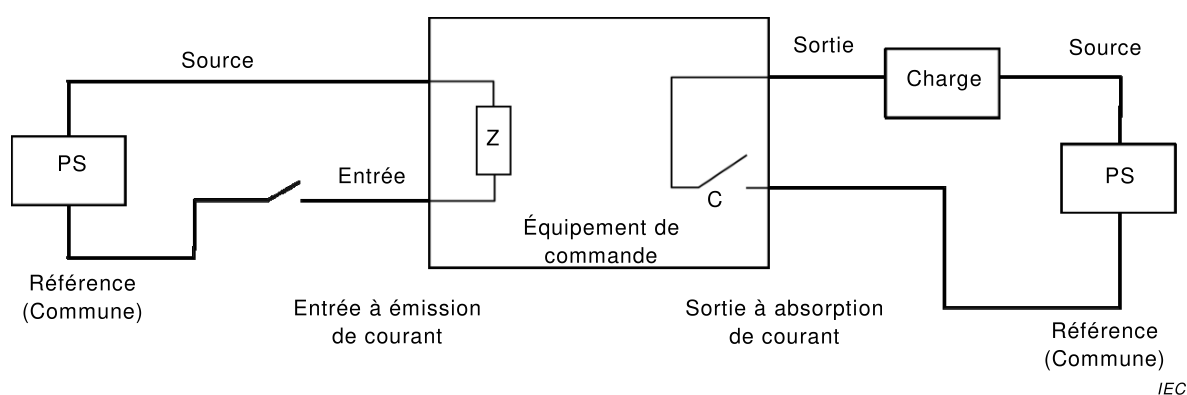 Source
PS
Entrée
Référence
(Commune)
Z
Équipement de
commande
C
Entrée à émission
de courant
Sortie
Charge
Source
PS
Sortie à absorption
de courant
Référence
(Commune)
IEC